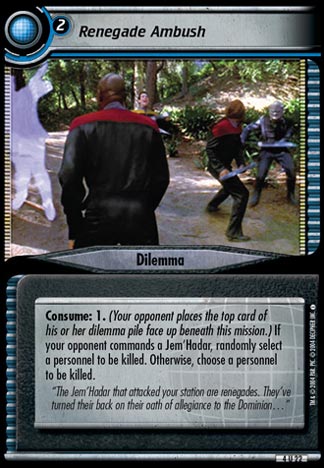 2 Renegade Ambush
Dilemma
Consume: 1. (Your opponent places the top card of
his or her dilemma pile face up beneath this mission.) If
your opponent commands a Jem'Hadar, randomly select
a personnel to be killed. Otherwise, choose a personnel
to be killed.
"The Jem'Hadar that attacked your station are renegades. They've
turned their back on their oath of allegiance to the Dominion…"
4 U 22